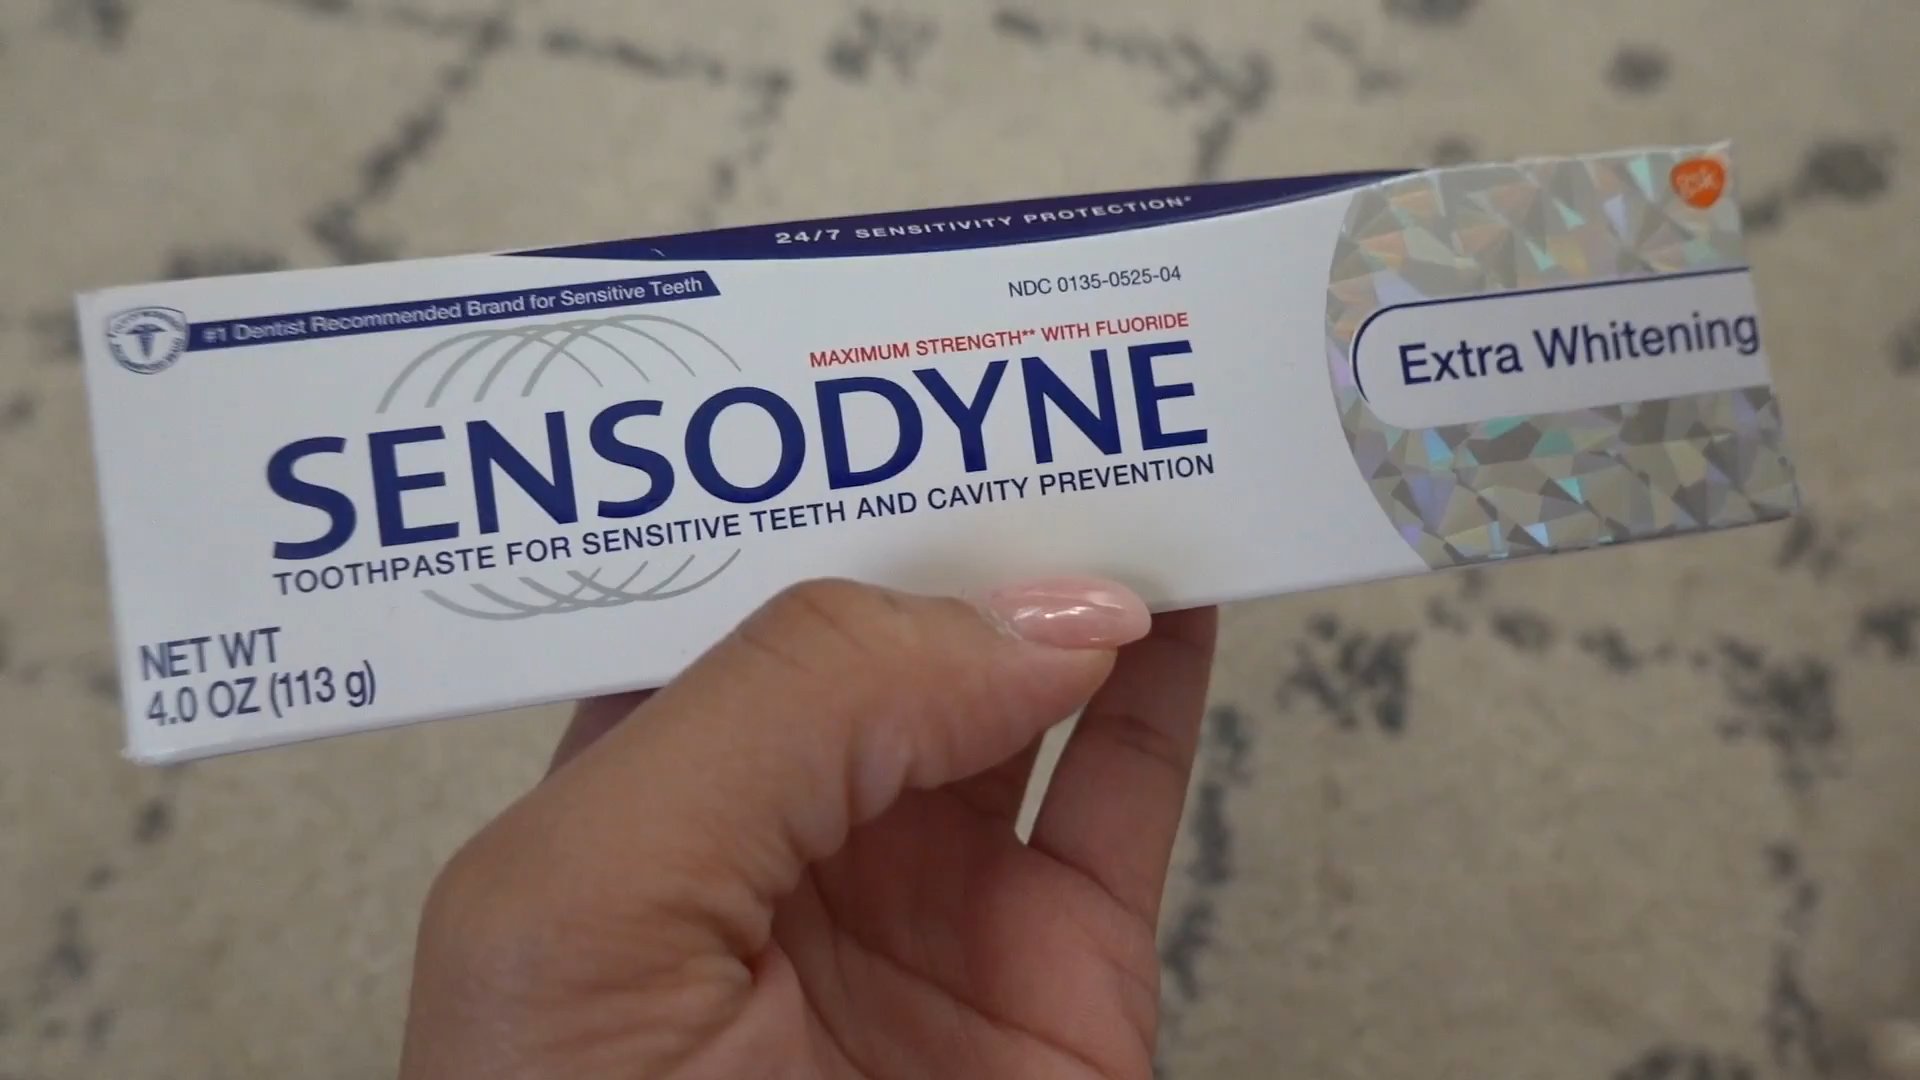 24/7 SENSITIVITY PROTECTION*
#1 Dentist Recommended Brand for Sensitive Teeth
NDC 0135-0525-04
MAXIMUM STRENGTH** WITH FLUORIDE
SENSODYNE
TOOTHPASTE FOR SENSITIVE TEETH AND CAVITY PREVENTION
NET WT
4.0 OZ (113 g)
gsk
Extra Whitening